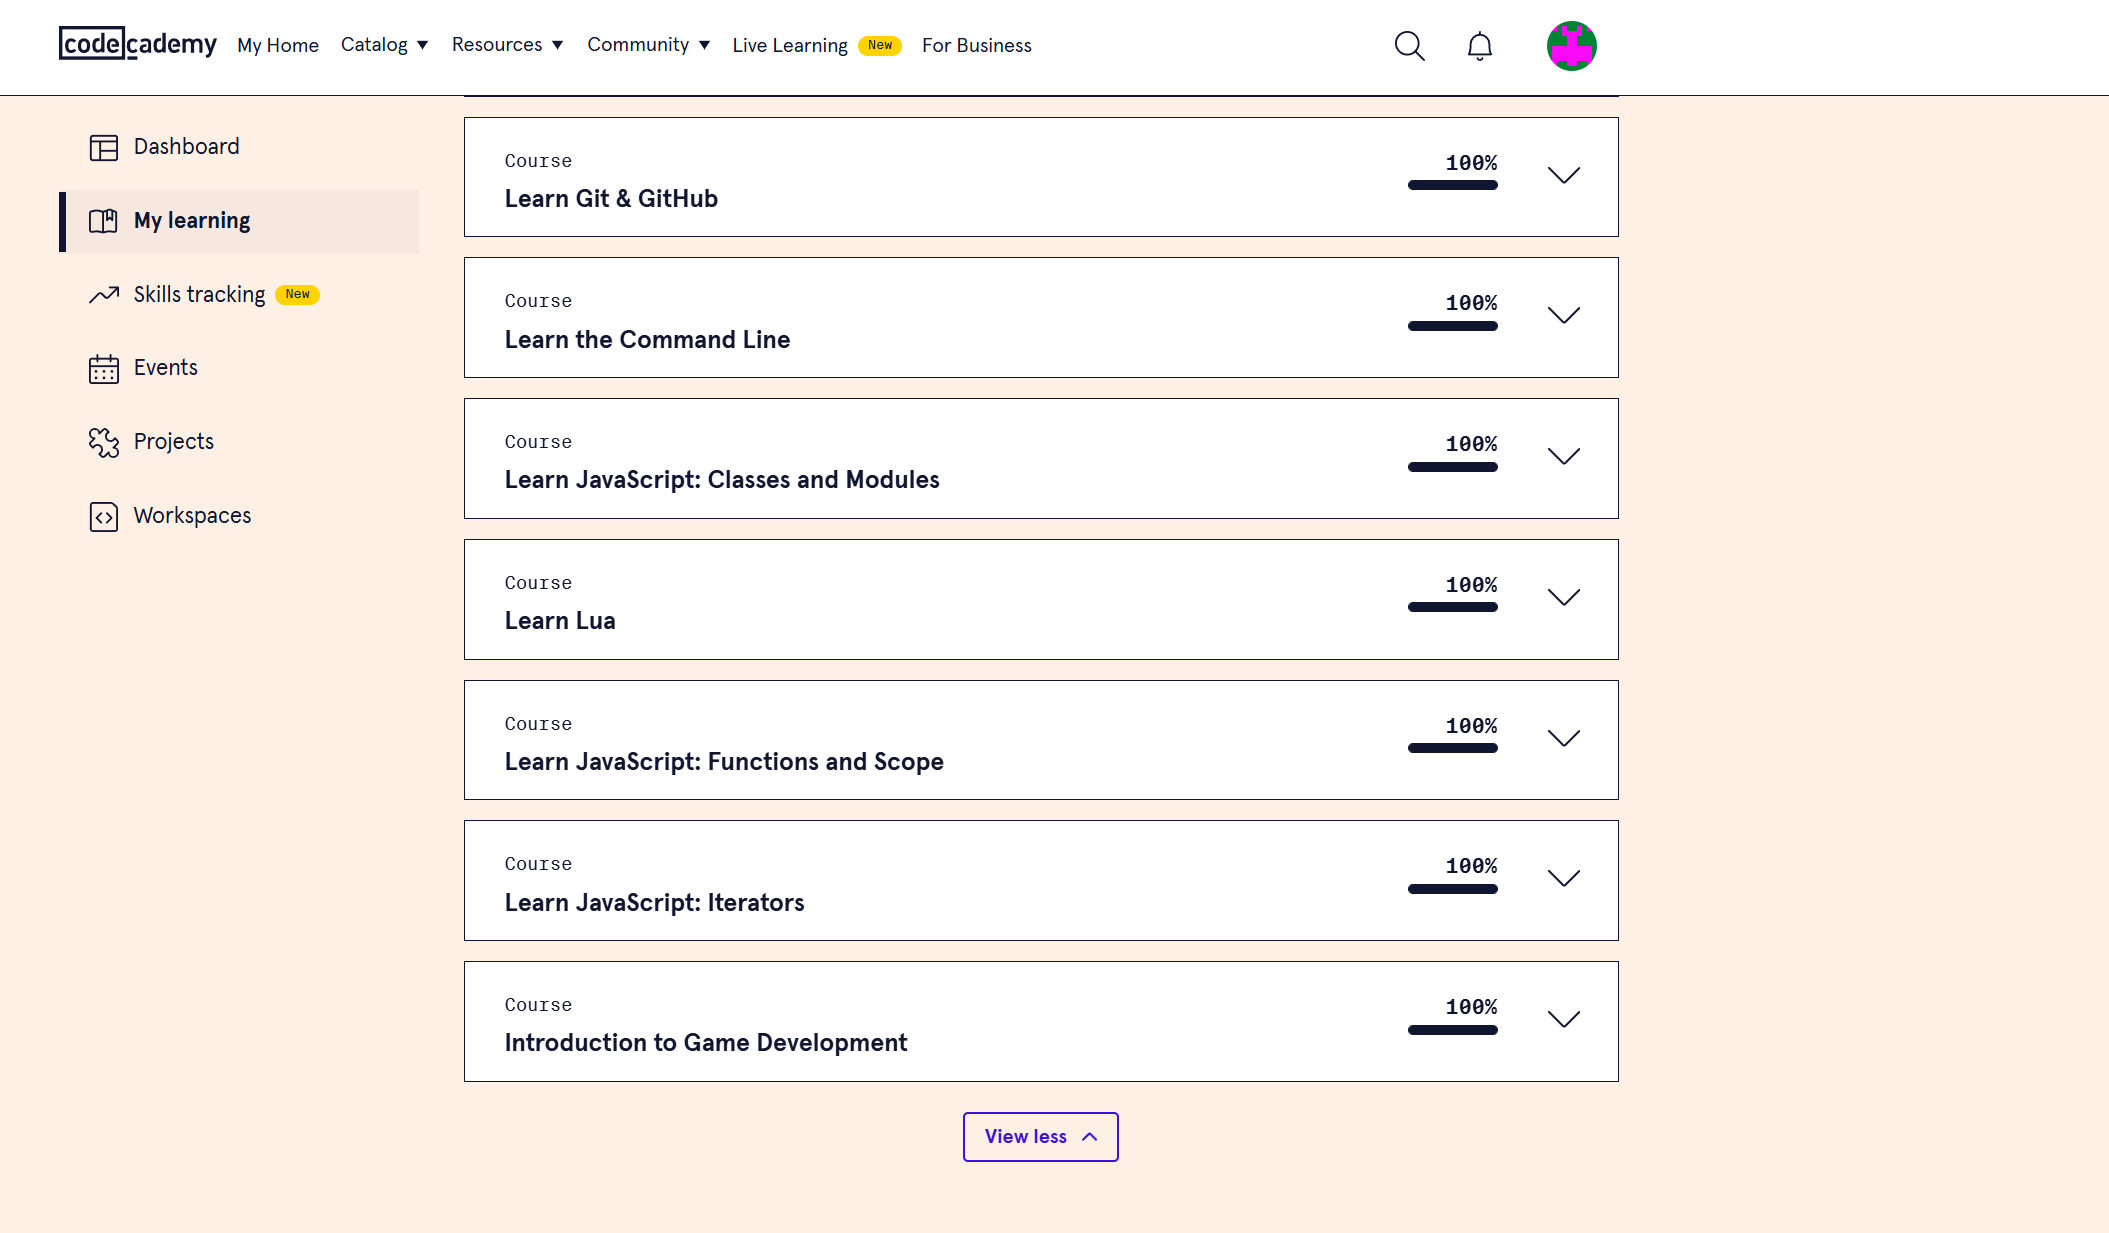 codecademy My Home Catalog Resources Community Live Learning New For Business
Dashboard
My learning
Skills tracking New
Events
Projects
Workspaces
Course
100%
Learn Git & GitHub
Course
100%
Learn the Command Line
Course
100%
Learn JavaScript: Classes and Modules
Course
100%
Learn Lua
Course
100%
Learn JavaScript: Functions and Scope
Course
100%
Learn JavaScript: Iterators
Course
100%
Introduction to Game Development
View less